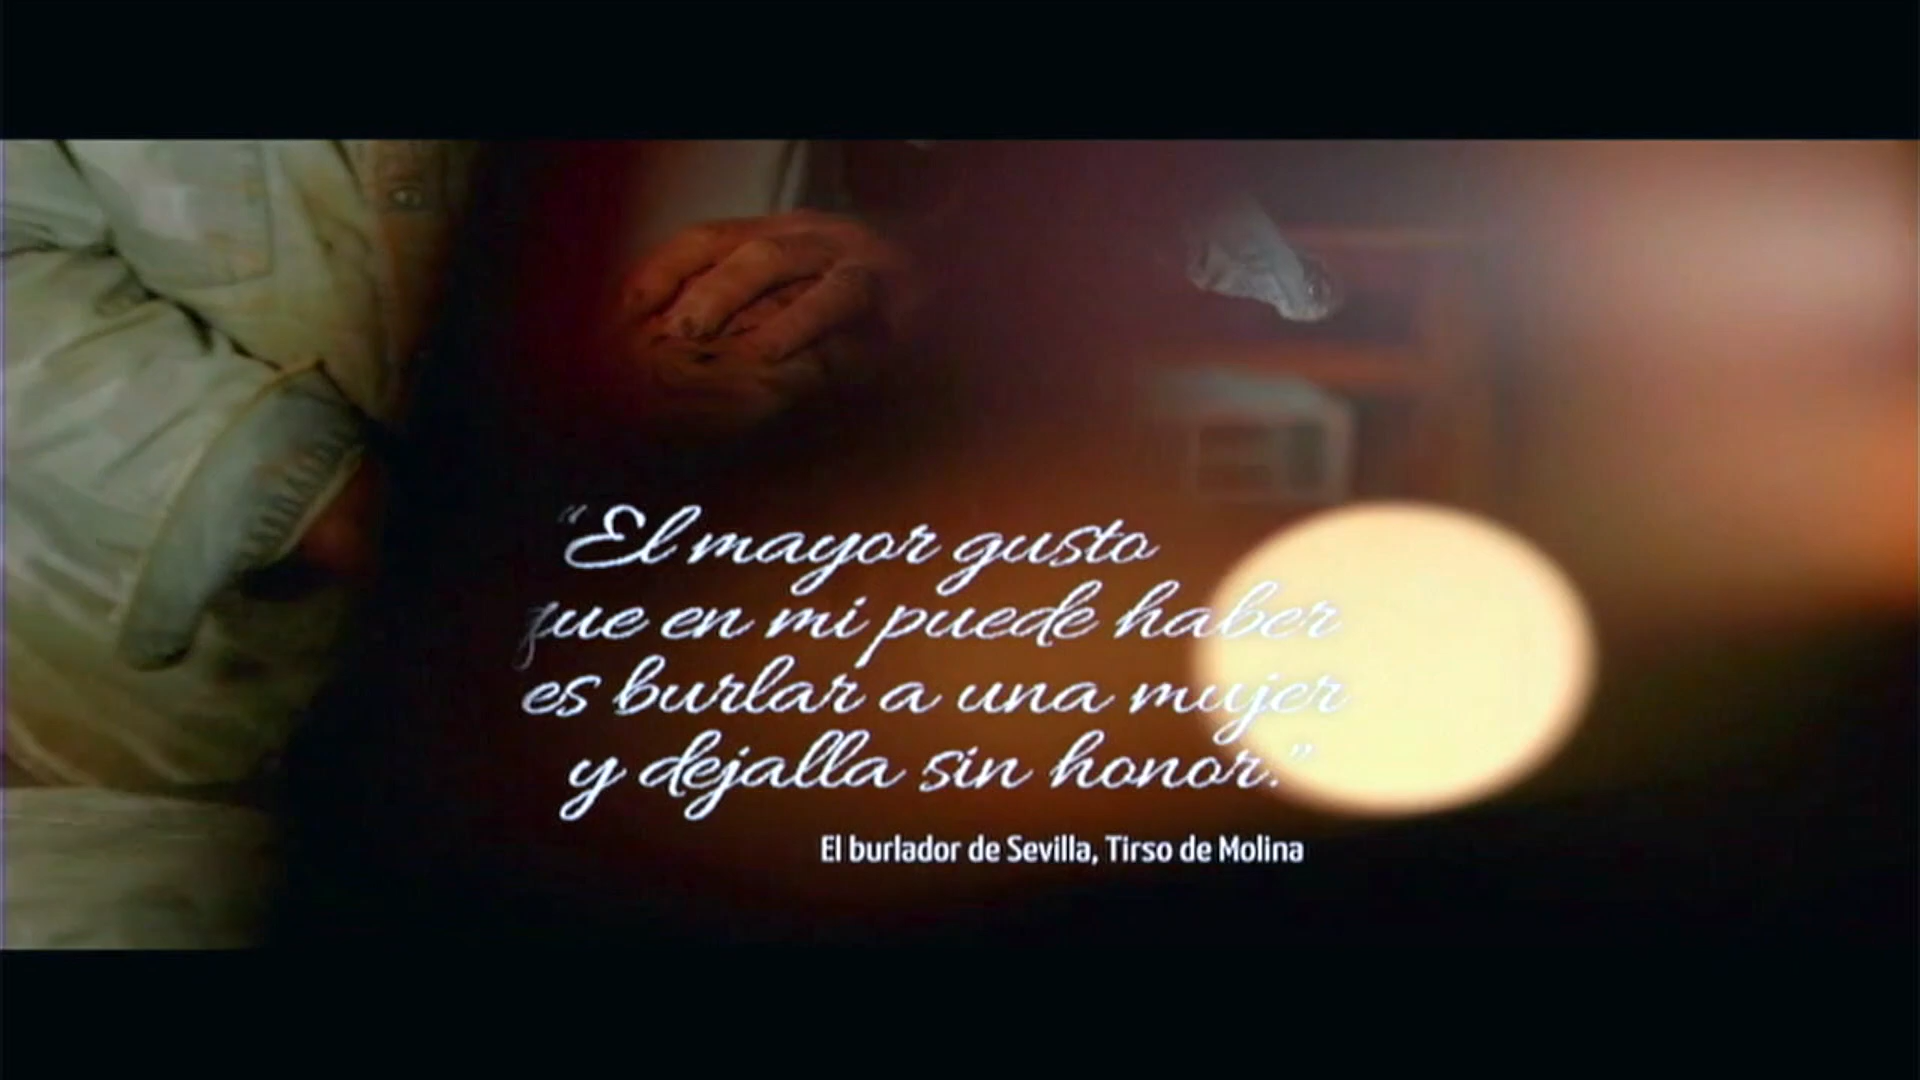 "El mayor gusto
que en mi puede haber
es burlar a una mujer
y dejalla sin honor."
El burlador de Sevilla, Tirso de Molina